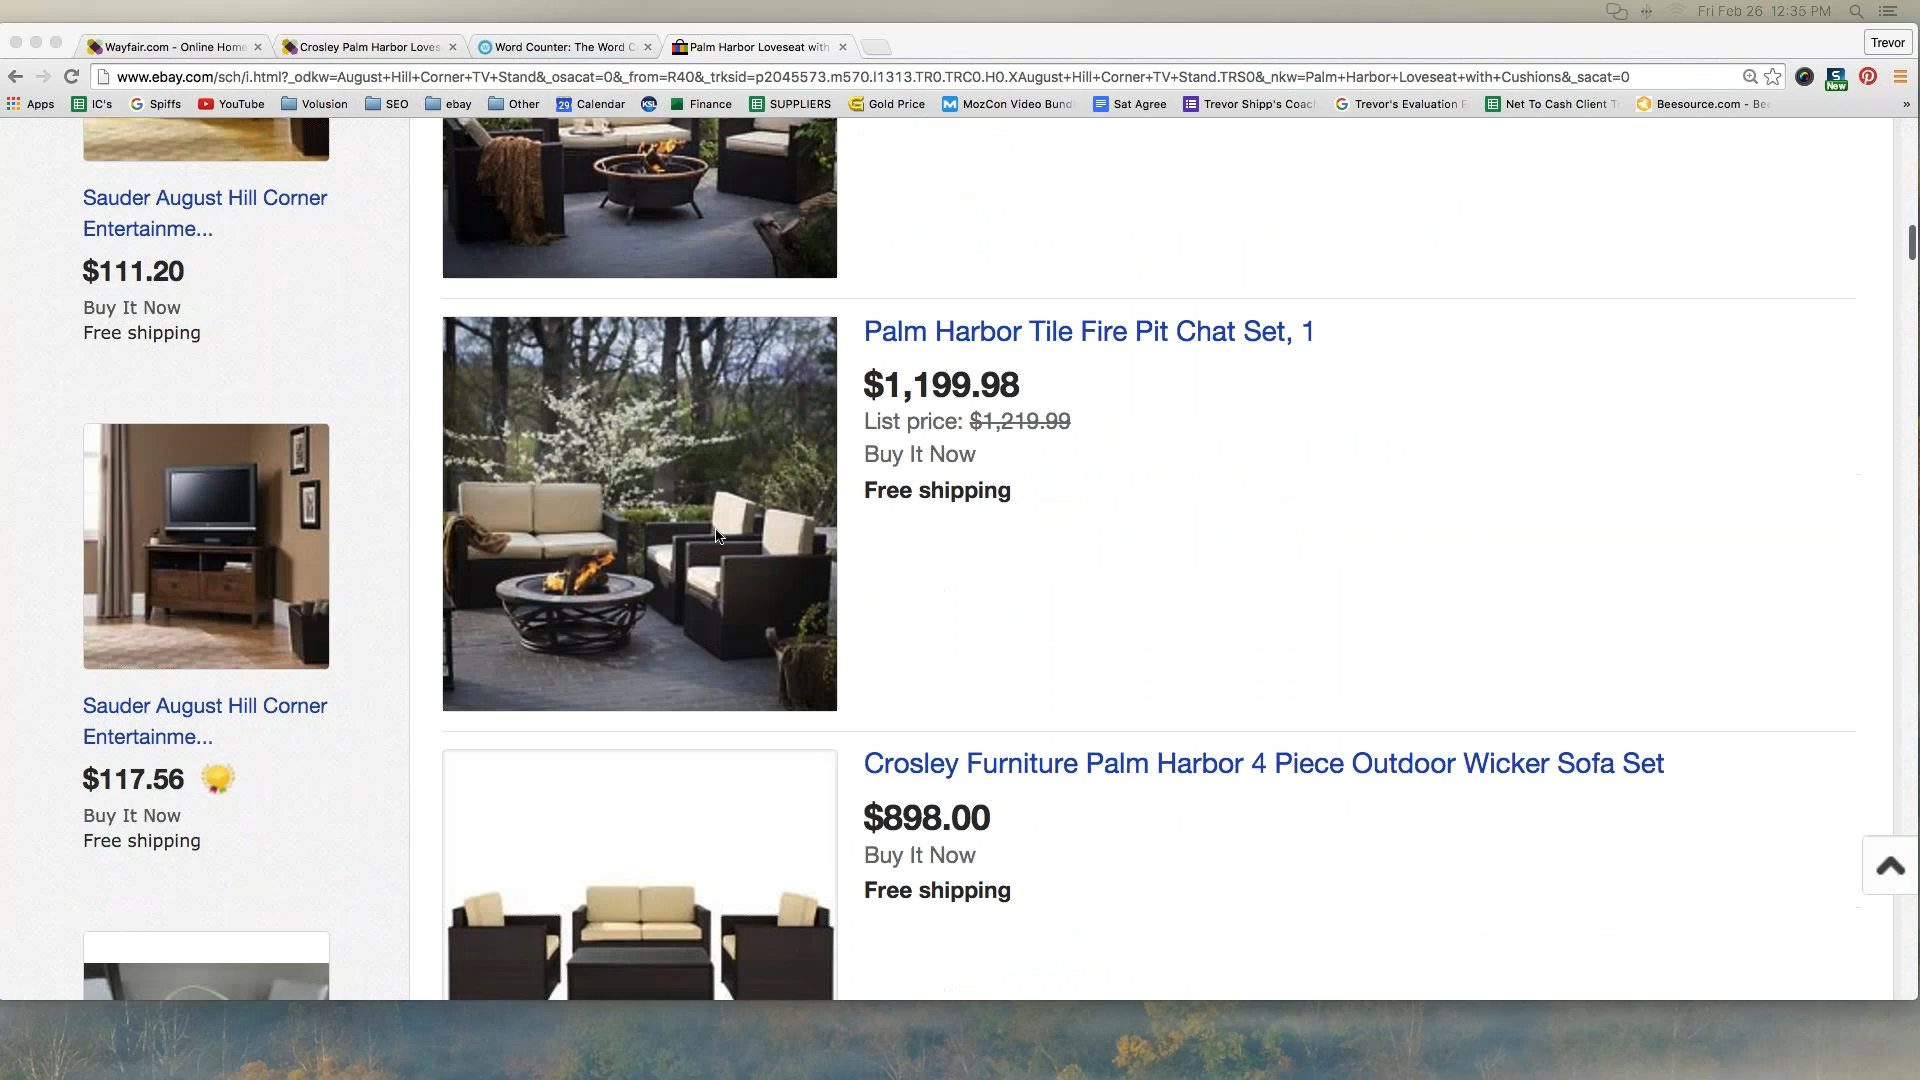 Fri Feb 26 12:35 PM
Wayfair.com - Online Home
Crosley Palm Harbor Loves
Word Counter: The Word C
Palm Harbor Loveseat with
Trevor
www.ebay.com/sch/i.html?_odkw=August+Hill+Corner+TV+Stand&_osacat=0&_from=R40&_trksid=p2045573.m570.l1313.TR0.TRC0.H0.XAugust+Hill+Corner+TV+Stand.TRS0&_nkw=Palm+Harbor+Loveseat+with+Cushions&_sacat=0
New
Apps
IC's
Spiffs
YouTube
Volusion
SEO
ebay
Other
29 Calendar
KSL
Finance
SUPPLIERS
Gold Price
MozCon Video Bund
Sat Agree
Trevor Shipp's Coac
Trevor's Evaluation F
Net To Cash Client T
Beesource.com - Bee
»
Sauder August Hill Corner
Entertainme...
$111.20
Buy It Now
Free shipping
Sauder August Hill Corner
Entertainme...
$117.56
Buy It Now
Free shipping
Palm Harbor Tile Fire Pit Chat Set, 1
$1,199.98
List price: $1,219.99
Buy It Now
Free shipping
Crosley Furniture Palm Harbor 4 Piece Outdoor Wicker Sofa Set
$898.00
Buy It Now
Free shipping